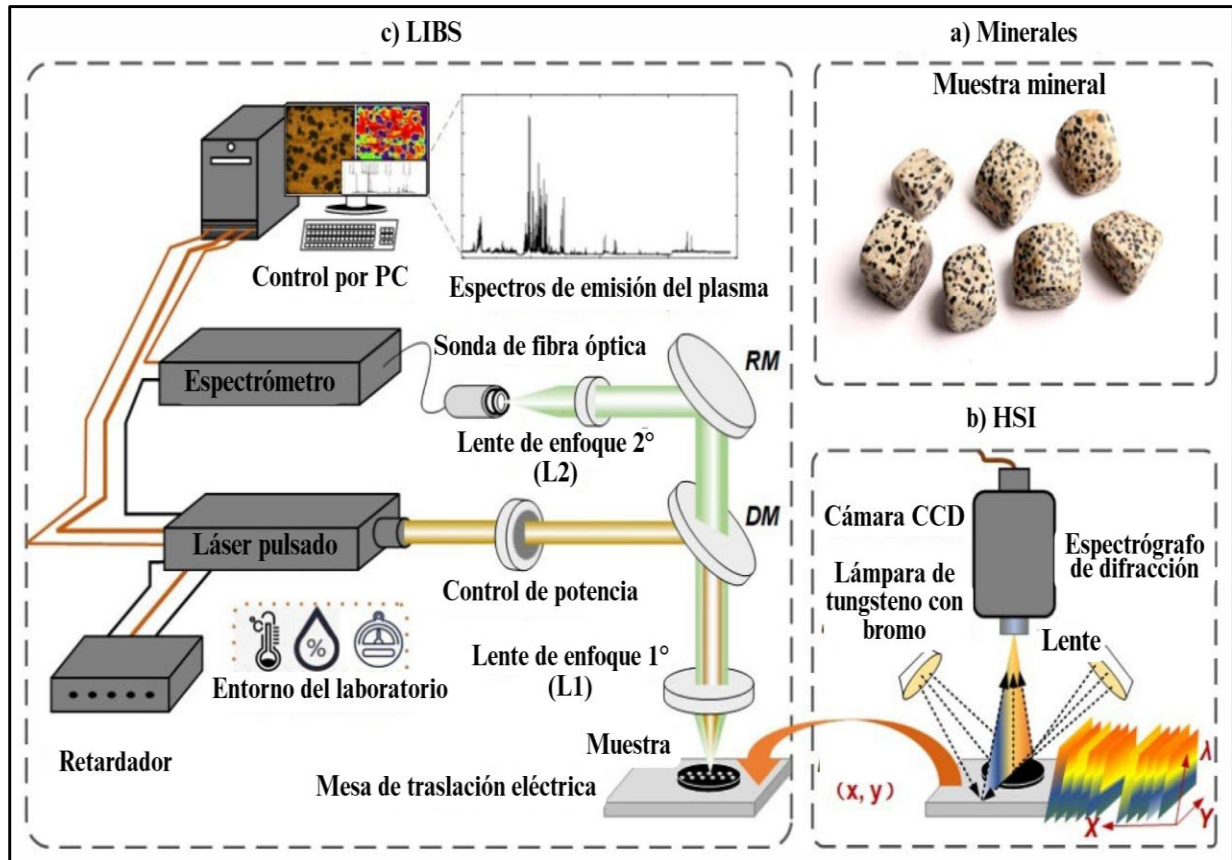 c) LIBS
Control por PC
Espectros de emisión del plasma
Sonda de fibra óptica
Espectrómetro
RM
Lente de enfoque 2°
(L2)
DM
Láser pulsado
Control de potencia
°C
%
Entorno del laboratorio
Lente de enfoque 1°
(L1)
Retardador
Muestra
Mesa de traslación eléctrica
a) Minerales
Muestra mineral
b) HSI
Cámara CCD
Espectrógrafo
de difracción
Lámpara de
tungsteno con
bromo
Lente
(x, y)
λ
X
Y